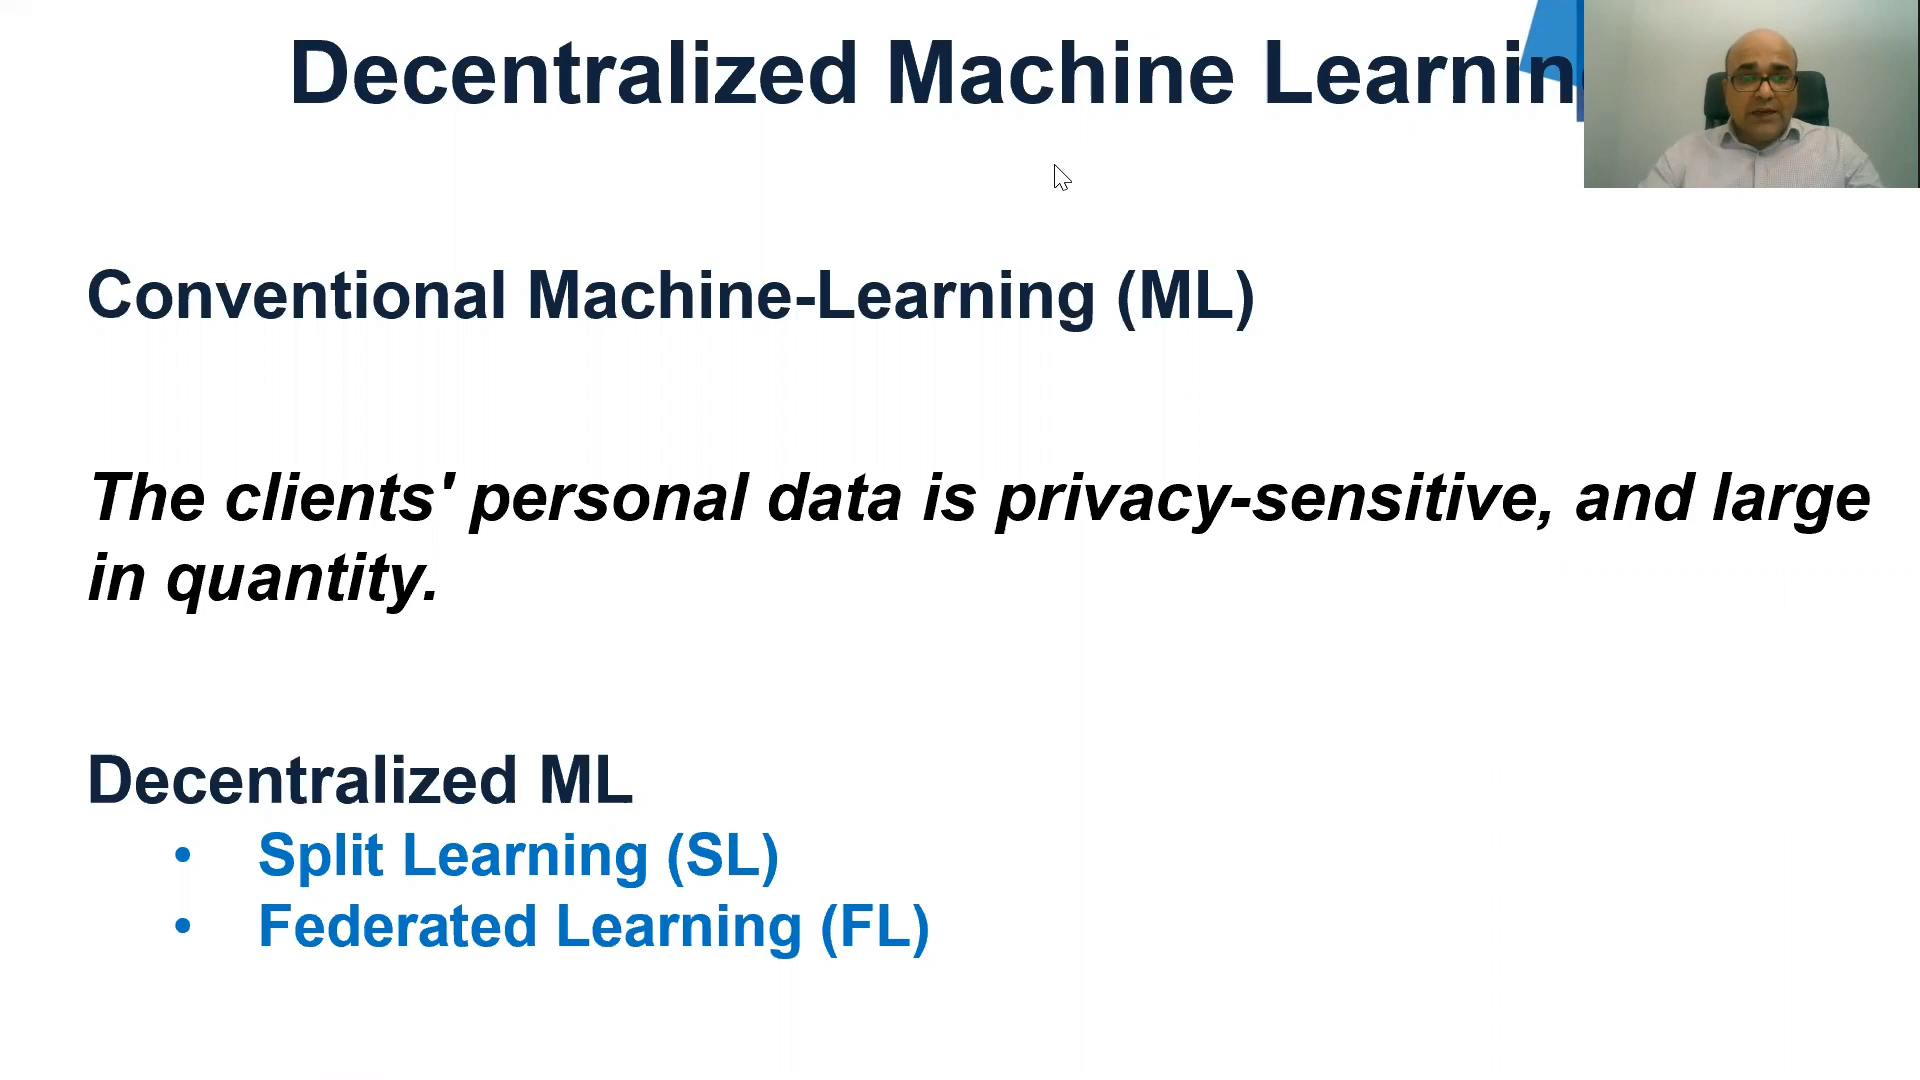 Decentralized Machine Learnin
Conventional Machine-Learning (ML)
The clients' personal data is privacy-sensitive, and large
in quantity.
Decentralized ML
• Split Learning (SL)
• Federated Learning (FL)